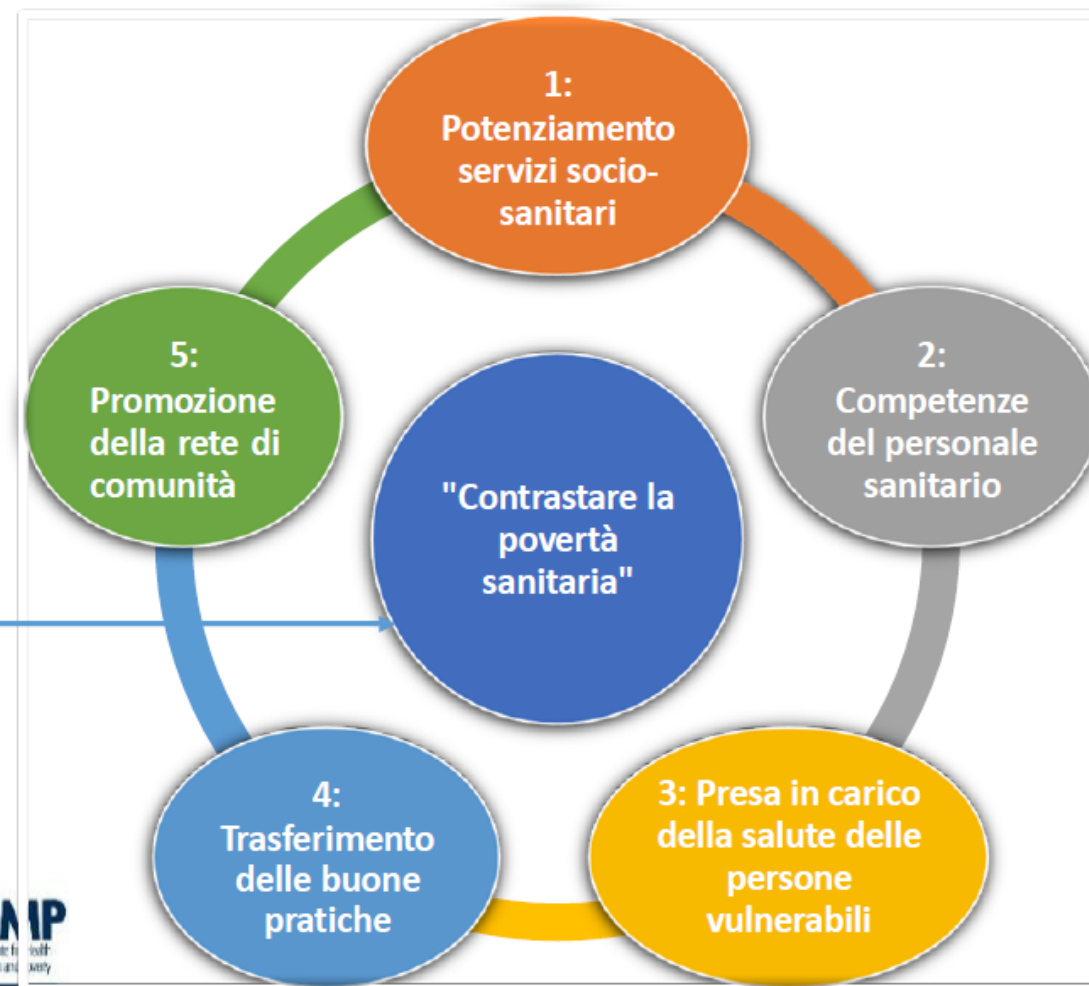 1:
Potenziamento
servizi socio-
sanitari
2:
Competenze
del personale
sanitario
3: Presa in carico
della salute delle
persone
vulnerabili
4:
Trasferimento
delle buone
pratiche
5:
Promozione
della rete di
comunità
"Contrastare la
povertà
sanitaria"
MP
Health